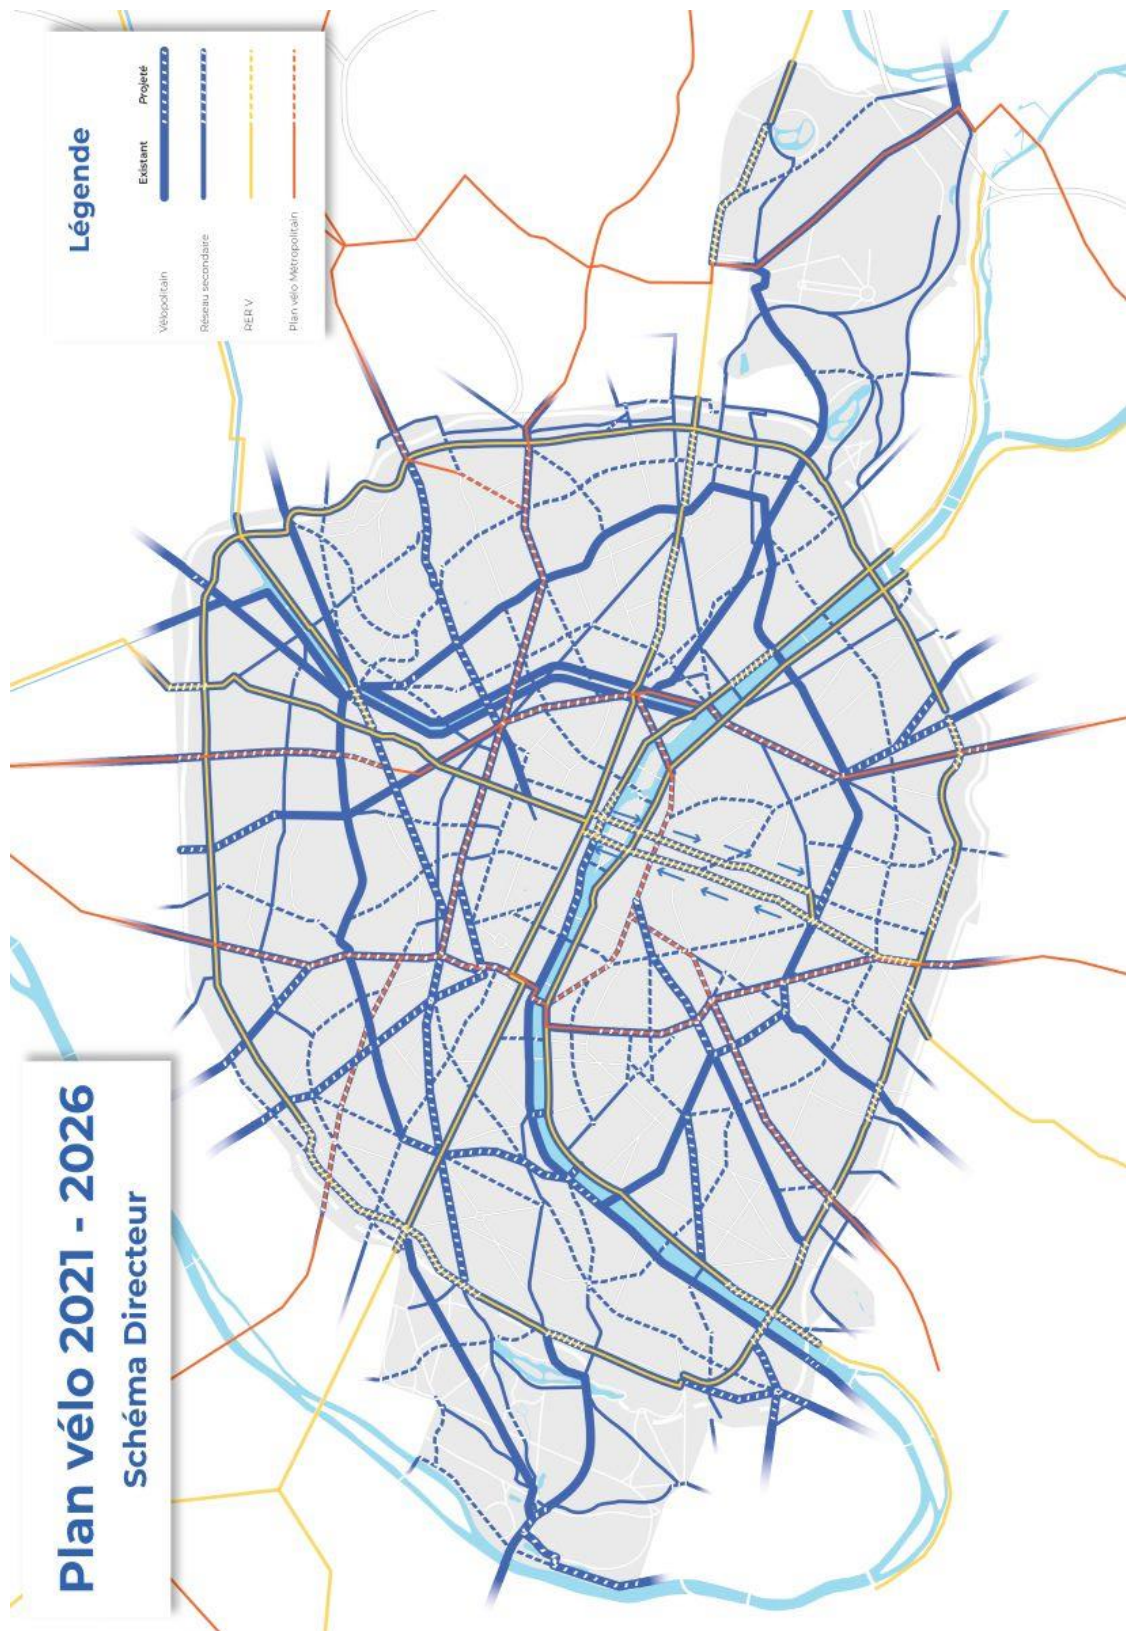 Plan vélo 2021 - 2026
Schéma Directeur
Légende
Existant Projeté
Vélopolitain
Réseau secondaire
RER V
Plan vélo Métropolitain